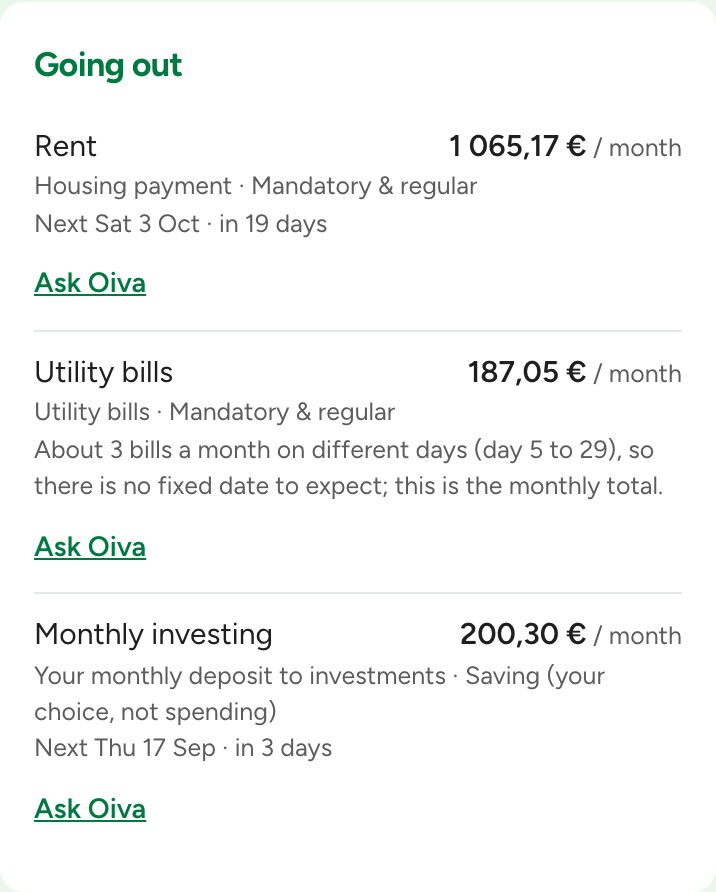 Going out
Rent 1 065,17 € / month
Housing payment · Mandatory & regular
Next Sat 3 Oct · in 19 days
Ask Oiva
Utility bills 187,05 € / month
Utility bills · Mandatory & regular
About 3 bills a month on different days (day 5 to 29), so
there is no fixed date to expect; this is the monthly total.
Ask Oiva
Monthly investing 200,30 € / month
Your monthly deposit to investments · Saving (your
choice, not spending)
Next Thu 17 Sep · in 3 days
Ask Oiva